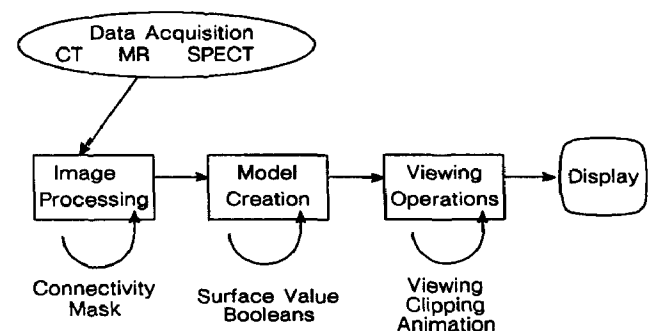 Data Acquisition
CT MR SPECT
Image
Processing
Model
Creation
Viewing
Operations
Display
Connectivity
Mask
Surface Value
Booleans
Viewing
Clipping
Animation